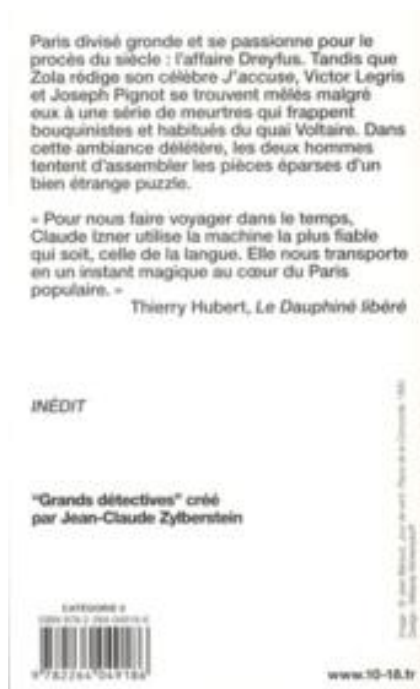 Paris divisé gronde et se passionne pour le
procès du siècle : l'affaire Dreyfus. Tandis que
Zola rédige son célèbre J'accuse, Victor Legris
et Joseph Pignot se trouvent mêlés malgré
eux à une série de meurtres qui frappent
bouquinistes et habitués du quai Voltaire. Dans
cette ambiance délétère, les deux hommes
tentent d'assembler les pièces éparses d'un
bien étrange puzzle.
« Pour nous faire voyager dans le temps,
Claude Izner utilise la machine la plus fiable
qui soit, celle de la langue. Elle nous transporte
en un instant magique au cœur du Paris
populaire. »
Thierry Hubert, Le Dauphiné libéré
INÉDIT
"Grands détectives" créé
par Jean-Claude Zylberstein
CATÉGORIE
9 782264 049186
www.10-18.fr